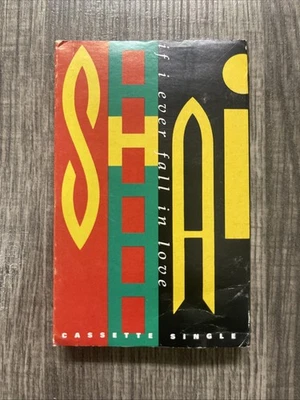 SHAi
if i ever fall in love
CASSETTE SINGLE